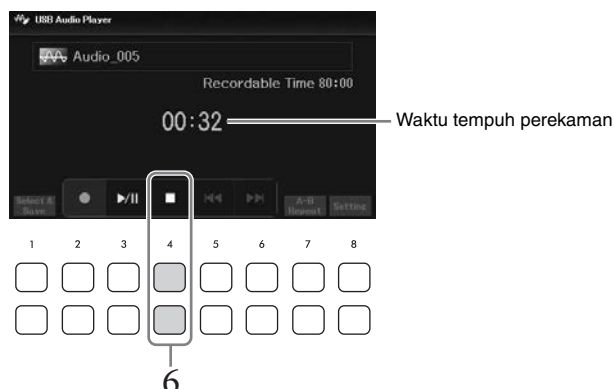 USB Audio Player
Audio_005
Recordable Time 80:00
00:32
Waktu tempuh perekaman
Select & Save
A-B Repeat
Setting
1 2 3 4 5 6 7 8
6